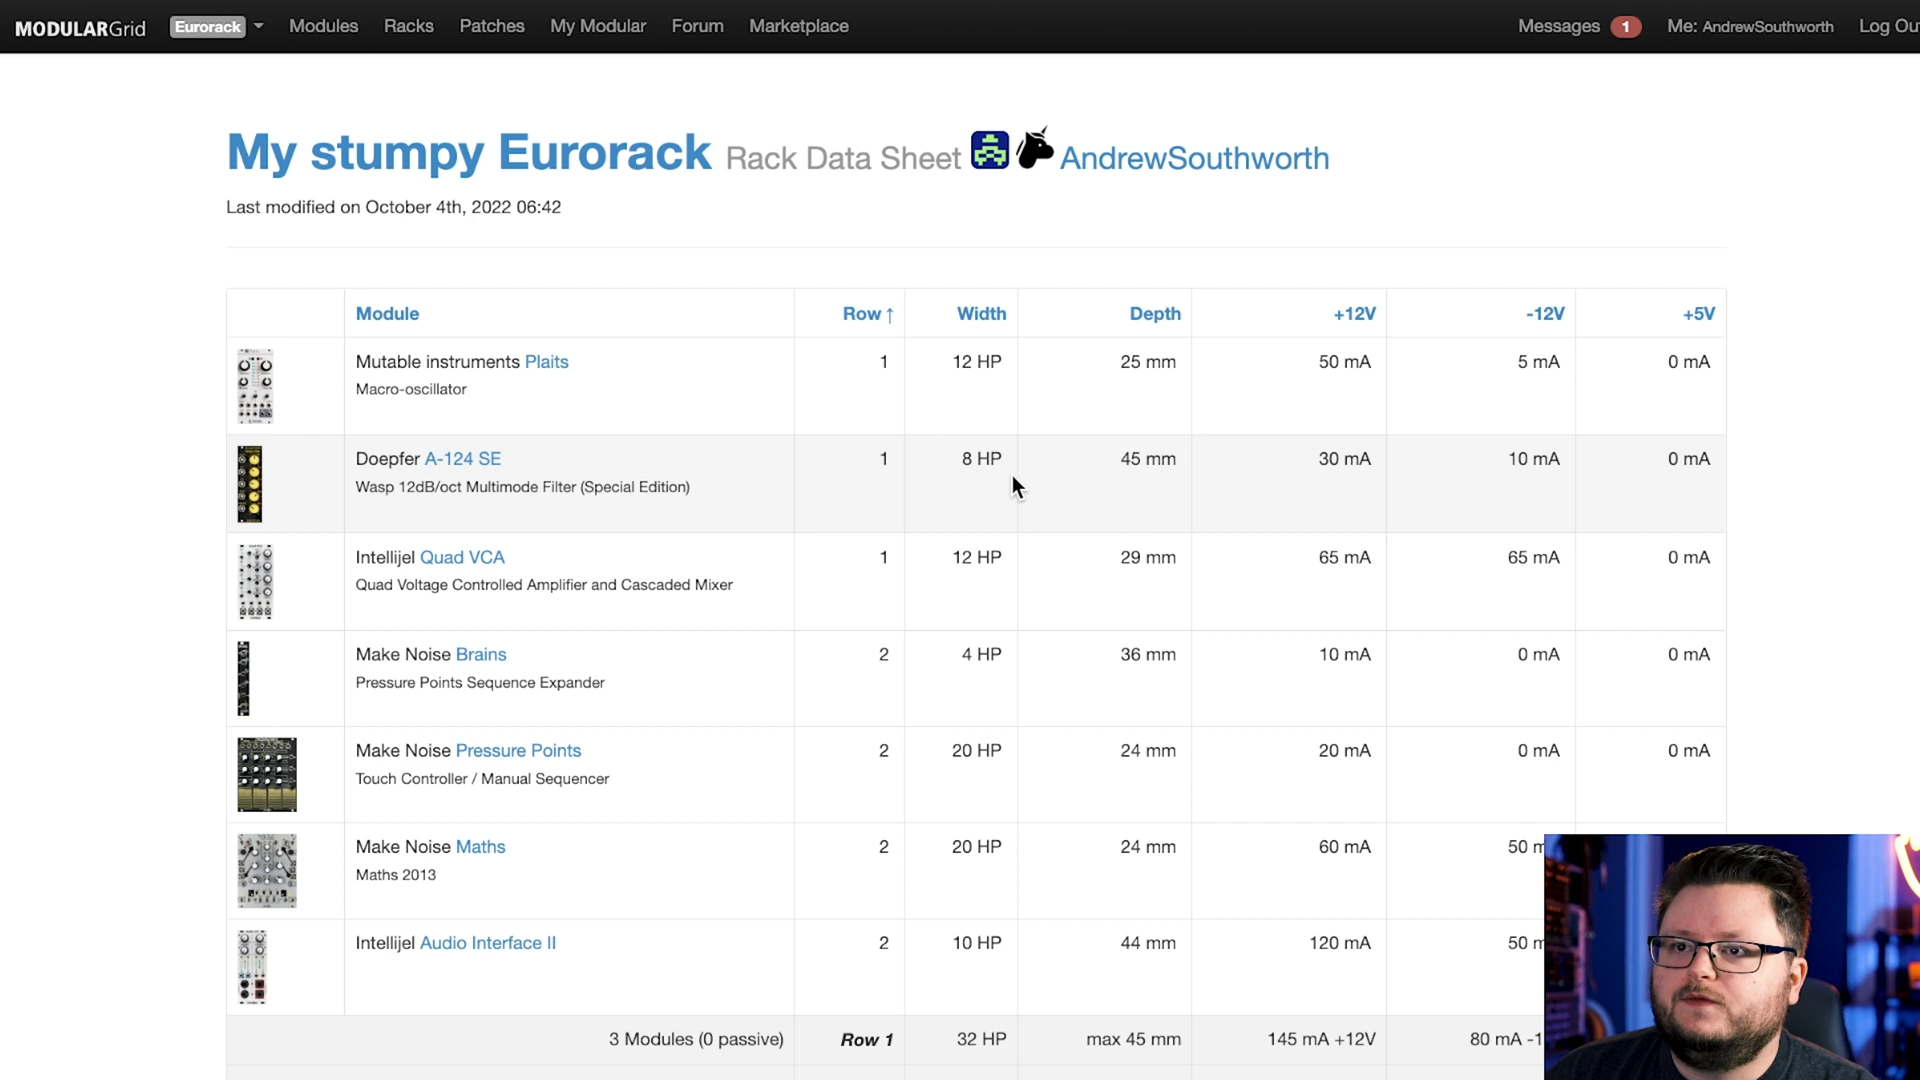 MODULARGrid Eurorack Modules Racks Patches My Modular Forum Marketplace Messages 1 Me: AndrewSouthworth Log Ou
My stumpy Eurorack Rack Data Sheet AndrewSouthworth
Last modified on October 4th, 2022 06:42
Module Row ↑ Width Depth +12V -12V +5V
Mutable instruments Plaits 1 12 HP 25 mm 50 mA 5 mA 0 mA
Macro-oscillator
Doepfer A-124 SE 1 8 HP 45 mm 30 mA 10 mA 0 mA
Wasp 12dB/oct Multimode Filter (Special Edition)
Intellijel Quad VCA 1 12 HP 29 mm 65 mA 65 mA 0 mA
Quad Voltage Controlled Amplifier and Cascaded Mixer
Make Noise Brains 2 4 HP 36 mm 10 mA 0 mA 0 mA
Pressure Points Sequence Expander
Make Noise Pressure Points 2 20 HP 24 mm 20 mA 0 mA 0 mA
Touch Controller / Manual Sequencer
Make Noise Maths 2 20 HP 24 mm 60 mA 50 m
Maths 2013
Intellijel Audio Interface II 2 10 HP 44 mm 120 mA 50 m
3 Modules (0 passive) Row 1 32 HP max 45 mm 145 mA +12V 80 mA -1